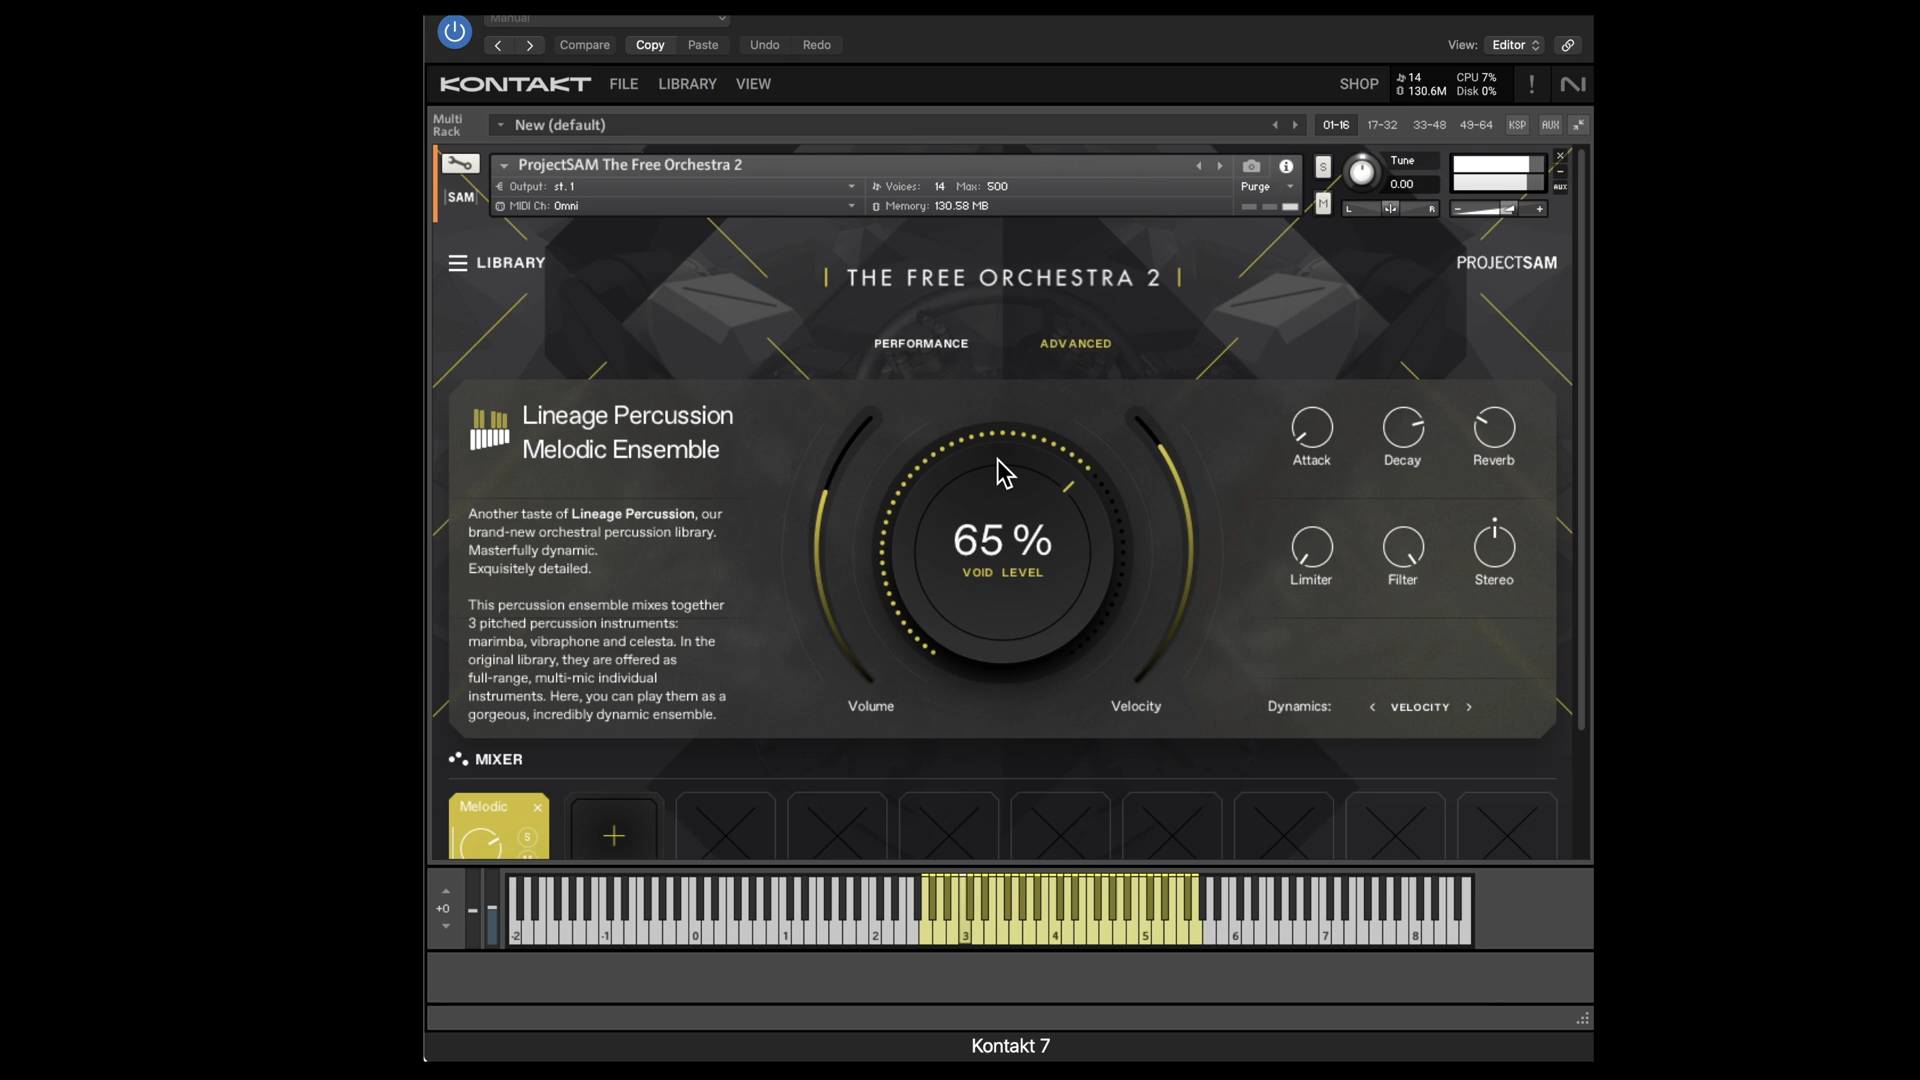 Manual
Compare Copy Paste Undo Redo View: Editor
KONTAKT FILE LIBRARY VIEW SHOP 14 CPU 7%
130.6M Disk 0%
Multi
Rack
New (default) 01-16 17-32 33-48 49-64 KSP AUX
ProjectSAM The Free Orchestra 2 S Tune
Output: st.1 Voices: 14 Max: 500 Purge 0.00 AUX
SAM MIDI Ch: Omni Memory: 130.58 MB M L R - +
LIBRARY PROJECTSAM
THE FREE ORCHESTRA 2
PERFORMANCE ADVANCED
Lineage Percussion
Melodic Ensemble
Another taste of Lineage Percussion, our
brand-new orchestral percussion library.
Masterfully dynamic.
Exquisitely detailed.
This percussion ensemble mixes together
3 pitched percussion instruments:
marimba, vibraphone and celesta. In the
original library, they are offered as
full-range, multi-mic individual
instruments. Here, you can play them as a
gorgeous, incredibly dynamic ensemble.
65 %
VOID LEVEL
Volume Velocity
Attack Decay Reverb
Limiter Filter Stereo
Dynamics: < VELOCITY >
MIXER
Melodic ×
S
+0 -2 -1 0 1 2 3 4 5 6 7 8
Kontakt 7